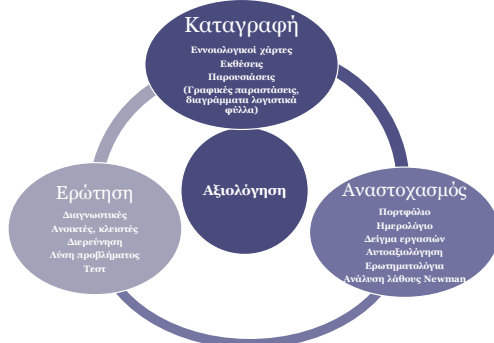 Καταγραφή
Εννοιολογικοί χάρτες
Εκθέσεις
Παρουσιάσεις
(Γραφικές παραστάσεις,
διαγράμματα λογιστικά
φύλλα)
Αξιολόγηση
Ερώτηση
Διαγνωστικές
Ανοικτές, κλειστές
Διερεύνηση
Λύση προβλήματος
Τεστ
Αναστοχασμός
Πορτφόλιο
Ημερολόγιο
Δείγμα εργασιών
Αυτοαξιολόγηση
Ερωτηματολόγια
Ανάλυση λάθους Newman